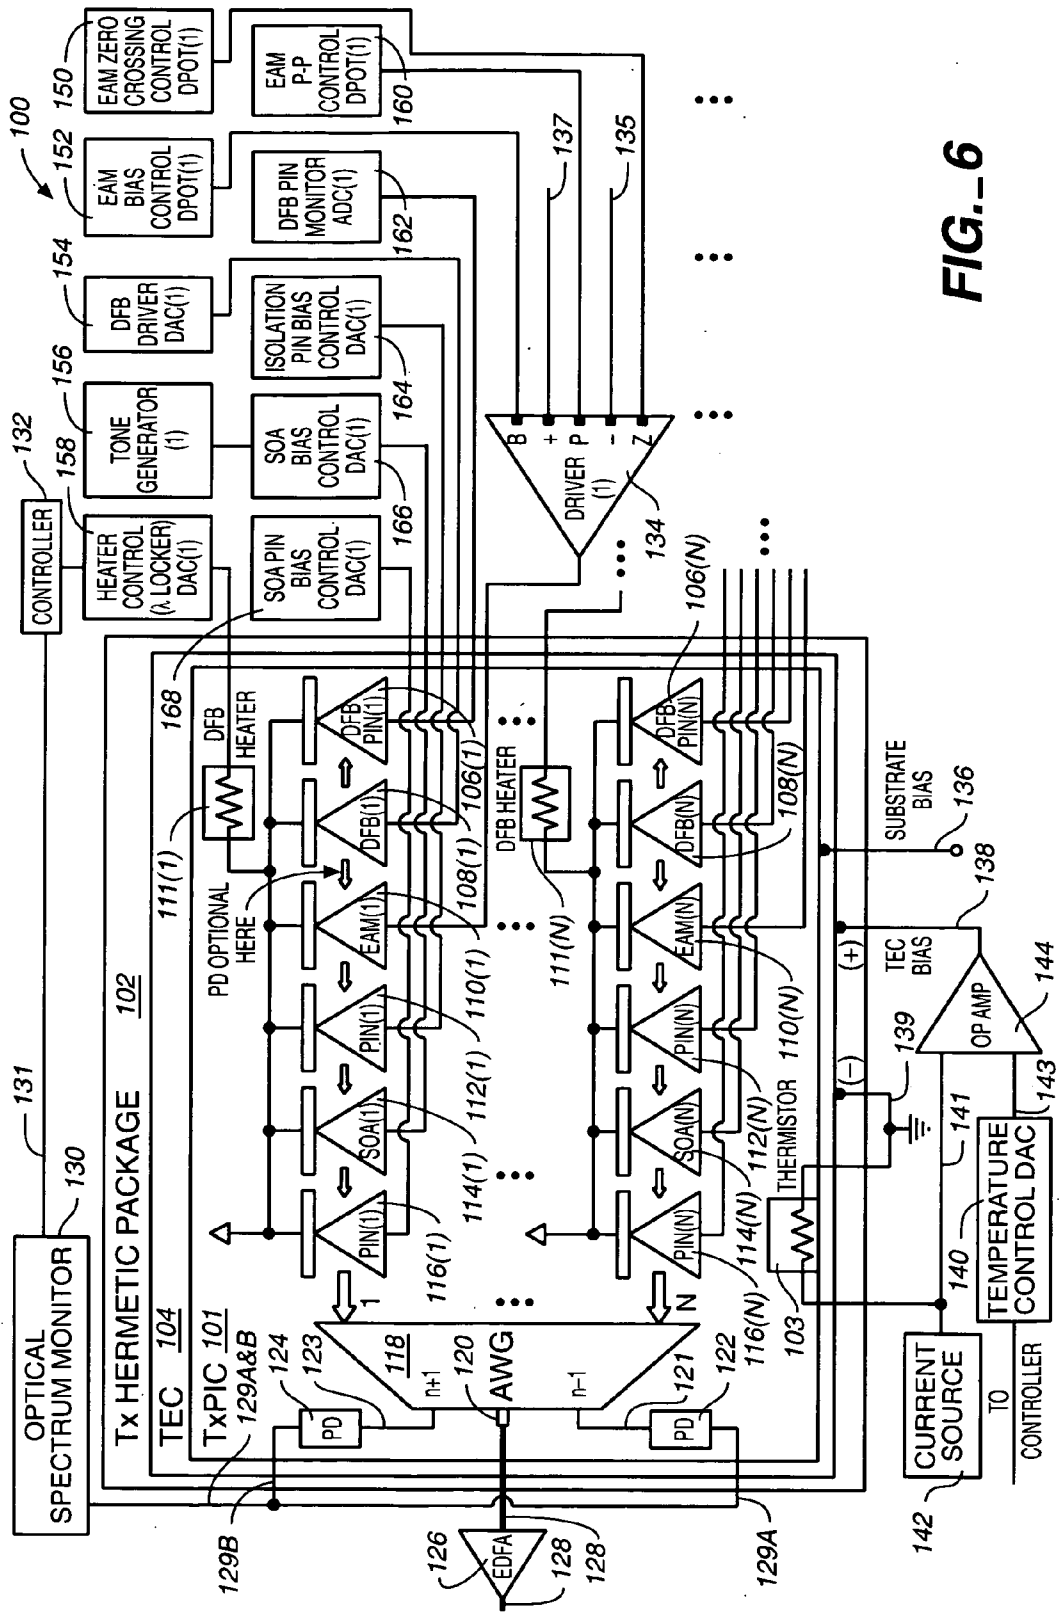 100
150
EAM ZERO
CROSSING
CONTROL
DPOT(1)
152
EAM
BIAS
CONTROL
DPOT(1)
154
DFB
DRIVER
DAC(1)
156
TONE
GENERATOR
(1)
158
HEATER
CONTROL
(λ LOCKER)
DAC(1)
132
CONTROLLER
131
130
OPTICAL
SPECTRUM MONITOR
EAM
P-P
CONTROL
DPOT(1)
160
DFB PIN
MONITOR
ADC(1)
162
ISOLATION
PIN BIAS
CONTROL
DAC(1)
164
SOA
BIAS
CONTROL
DAC(1)
166
SOA PIN
BIAS
CONTROL
DAC(1)
168
Tx HERMETIC PACKAGE 102
TEC 104
TxPIC 101
129A&B
129B
111(1)
DFB
HEATER
PD OPTIONAL
HERE
DFB
PIN(1)
106(1)
DFB(1)
108(1)
EAM(1)
110(1)
PIN(1)
112(1)
SOA(1)
114(1)
PIN(1)
116(1)
1
124
PD
123
n+1
118
120
AWG
n–1
121
122
PD
N
126
EDFA
128
128
129A
B
+
P
–
Z
DRIVER
(1)
134
137
135
DFB HEATER
111(N)
DFB
PIN(N)
106(N)
DFB(N)
108(N)
EAM(N)
110(N)
PIN(N)
112(N)
SOA(N)
114(N)
PIN(N)
116(N)
THERMISTOR
103
SUBSTRATE
BIAS
136
138
TEC
BIAS
(+)
(–)
139
OP AMP
144
141
143
140
TEMPERATURE
CONTROL DAC
CURRENT
SOURCE
142
TO
CONTROLLER
FIG._6